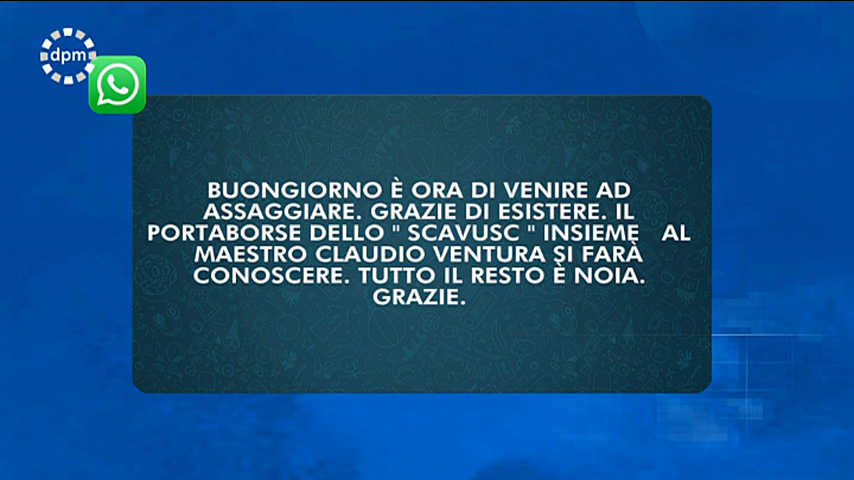 dpm
BUONGIORNO È ORA DI VENIRE AD
ASSAGGIARE. GRAZIE DI ESISTERE. IL
PORTABORSE DELLO " SCAVUSC " INSIEME AL
MAESTRO CLAUDIO VENTURA SI FARÀ
CONOSCERE. TUTTO IL RESTO È NOIA.
GRAZIE.